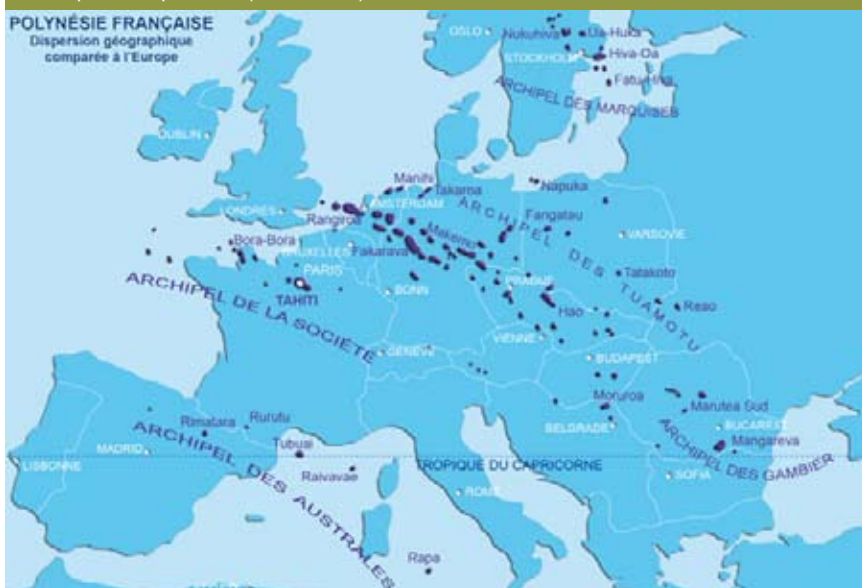 POLYNÉSIE FRANÇAISE
Dispersion géographique
comparée à l'Europe
OSLO
Nukuhiva
Ua-Huka
STOCKHOLM
Hiva-Oa
Fatu-Hiva
ARCHIPEL DES MARQUISES
DUBLIN
Manihi
Takaroa
Napuka
LONDRES
AMSTERDAM
Rangiroa
ARCHIPEL DES TUAMOTU
Fangatau
Bora-Bora
BRUXELLES
Makemo
VARSOVIE
Fakarava
PARIS
Tatakoto
ARCHIPEL DE LA SOCIÉTÉ
TAHITI
BONN
PRAGUE
Hao
Reao
VIENNE
GENÈVE
BUDAPEST
Moruroa
Marutea Sud
Rimatara
Rurutu
BELGRADE
BUCAREST
MADRID
ARCHIPEL DES AUSTRALES
Tubuai
Mangareva
ARCHIPEL DES GAMBIER
LISBONNE
Raivavae
TROPIQUE DU CAPRICORNE
SOFIA
ROME
Rapa